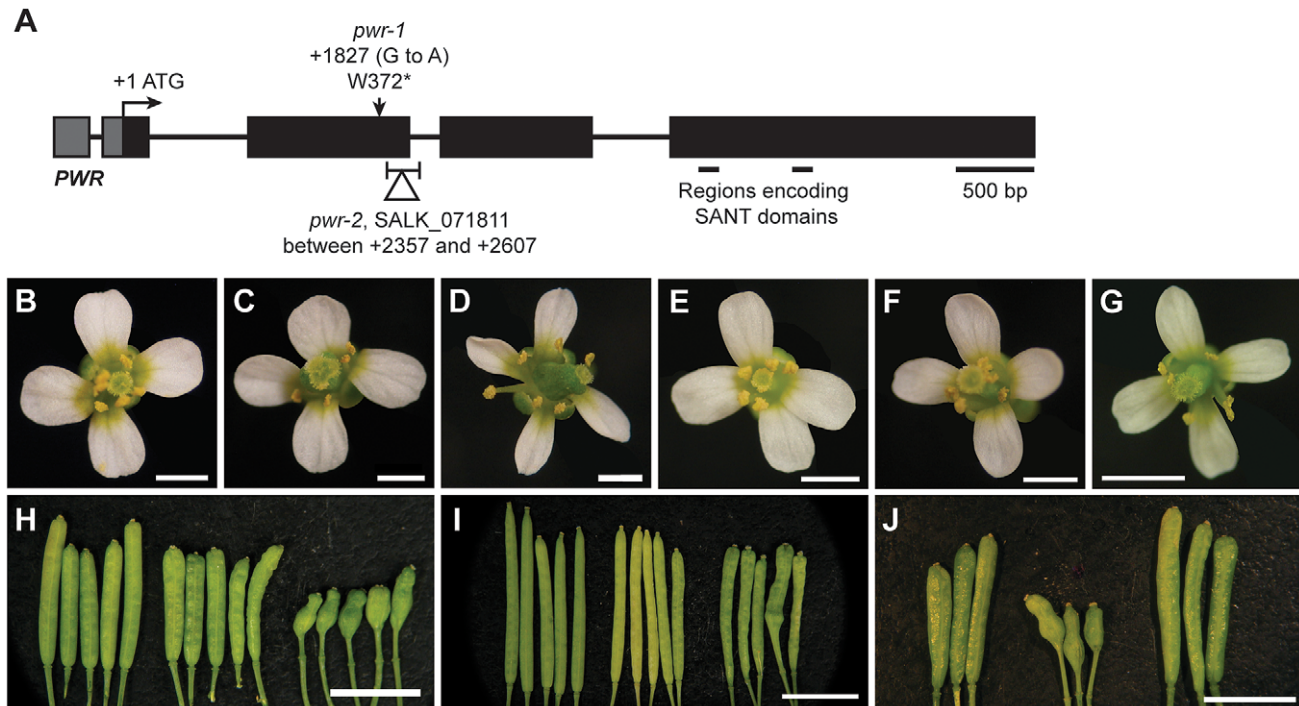 A
pwr-1
+1827 (G to A)
W372*
+1 ATG
PWR
pwr-2, SALK_071811
between +2357 and +2607
Regions encoding
SANT domains
500 bp
B
C
D
E
F
G
H
I
J